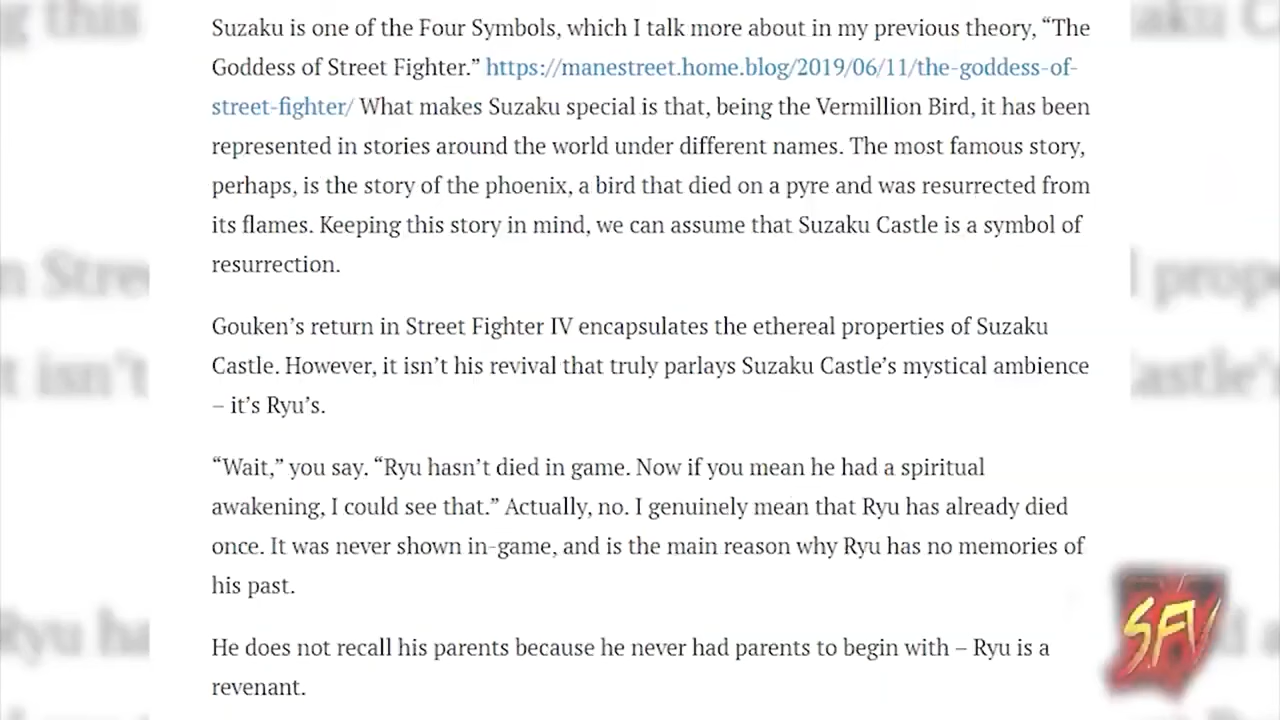 Suzaku is one of the Four Symbols, which I talk more about in my previous theory, “The
Goddess of Street Fighter.” https://manestreet.home.blog/2019/06/11/the-goddess-of-
street-fighter/ What makes Suzaku special is that, being the Vermillion Bird, it has been
represented in stories around the world under different names. The most famous story,
perhaps, is the story of the phoenix, a bird that died on a pyre and was resurrected from
its flames. Keeping this story in mind, we can assume that Suzaku Castle is a symbol of
resurrection.
Gouken’s return in Street Fighter IV encapsulates the ethereal properties of Suzaku
Castle. However, it isn’t his revival that truly parlays Suzaku Castle’s mystical ambience
– it’s Ryu’s.
“Wait,” you say. “Ryu hasn’t died in game. Now if you mean he had a spiritual
awakening, I could see that.” Actually, no. I genuinely mean that Ryu has already died
once. It was never shown in-game, and is the main reason why Ryu has no memories of
his past.
He does not recall his parents because he never had parents to begin with – Ryu is a
revenant.
SFV